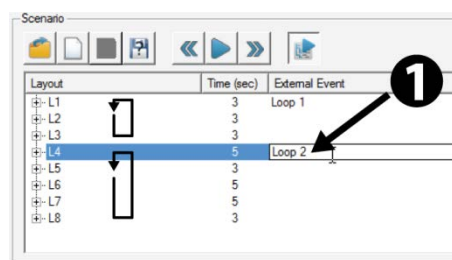 Scenario
Layout Time (sec) External Event
L1 3 Loop 1
L2 3
L3 3
L4 5 Loop 2
L5 3
L6 5
L7 5
L8 3
1